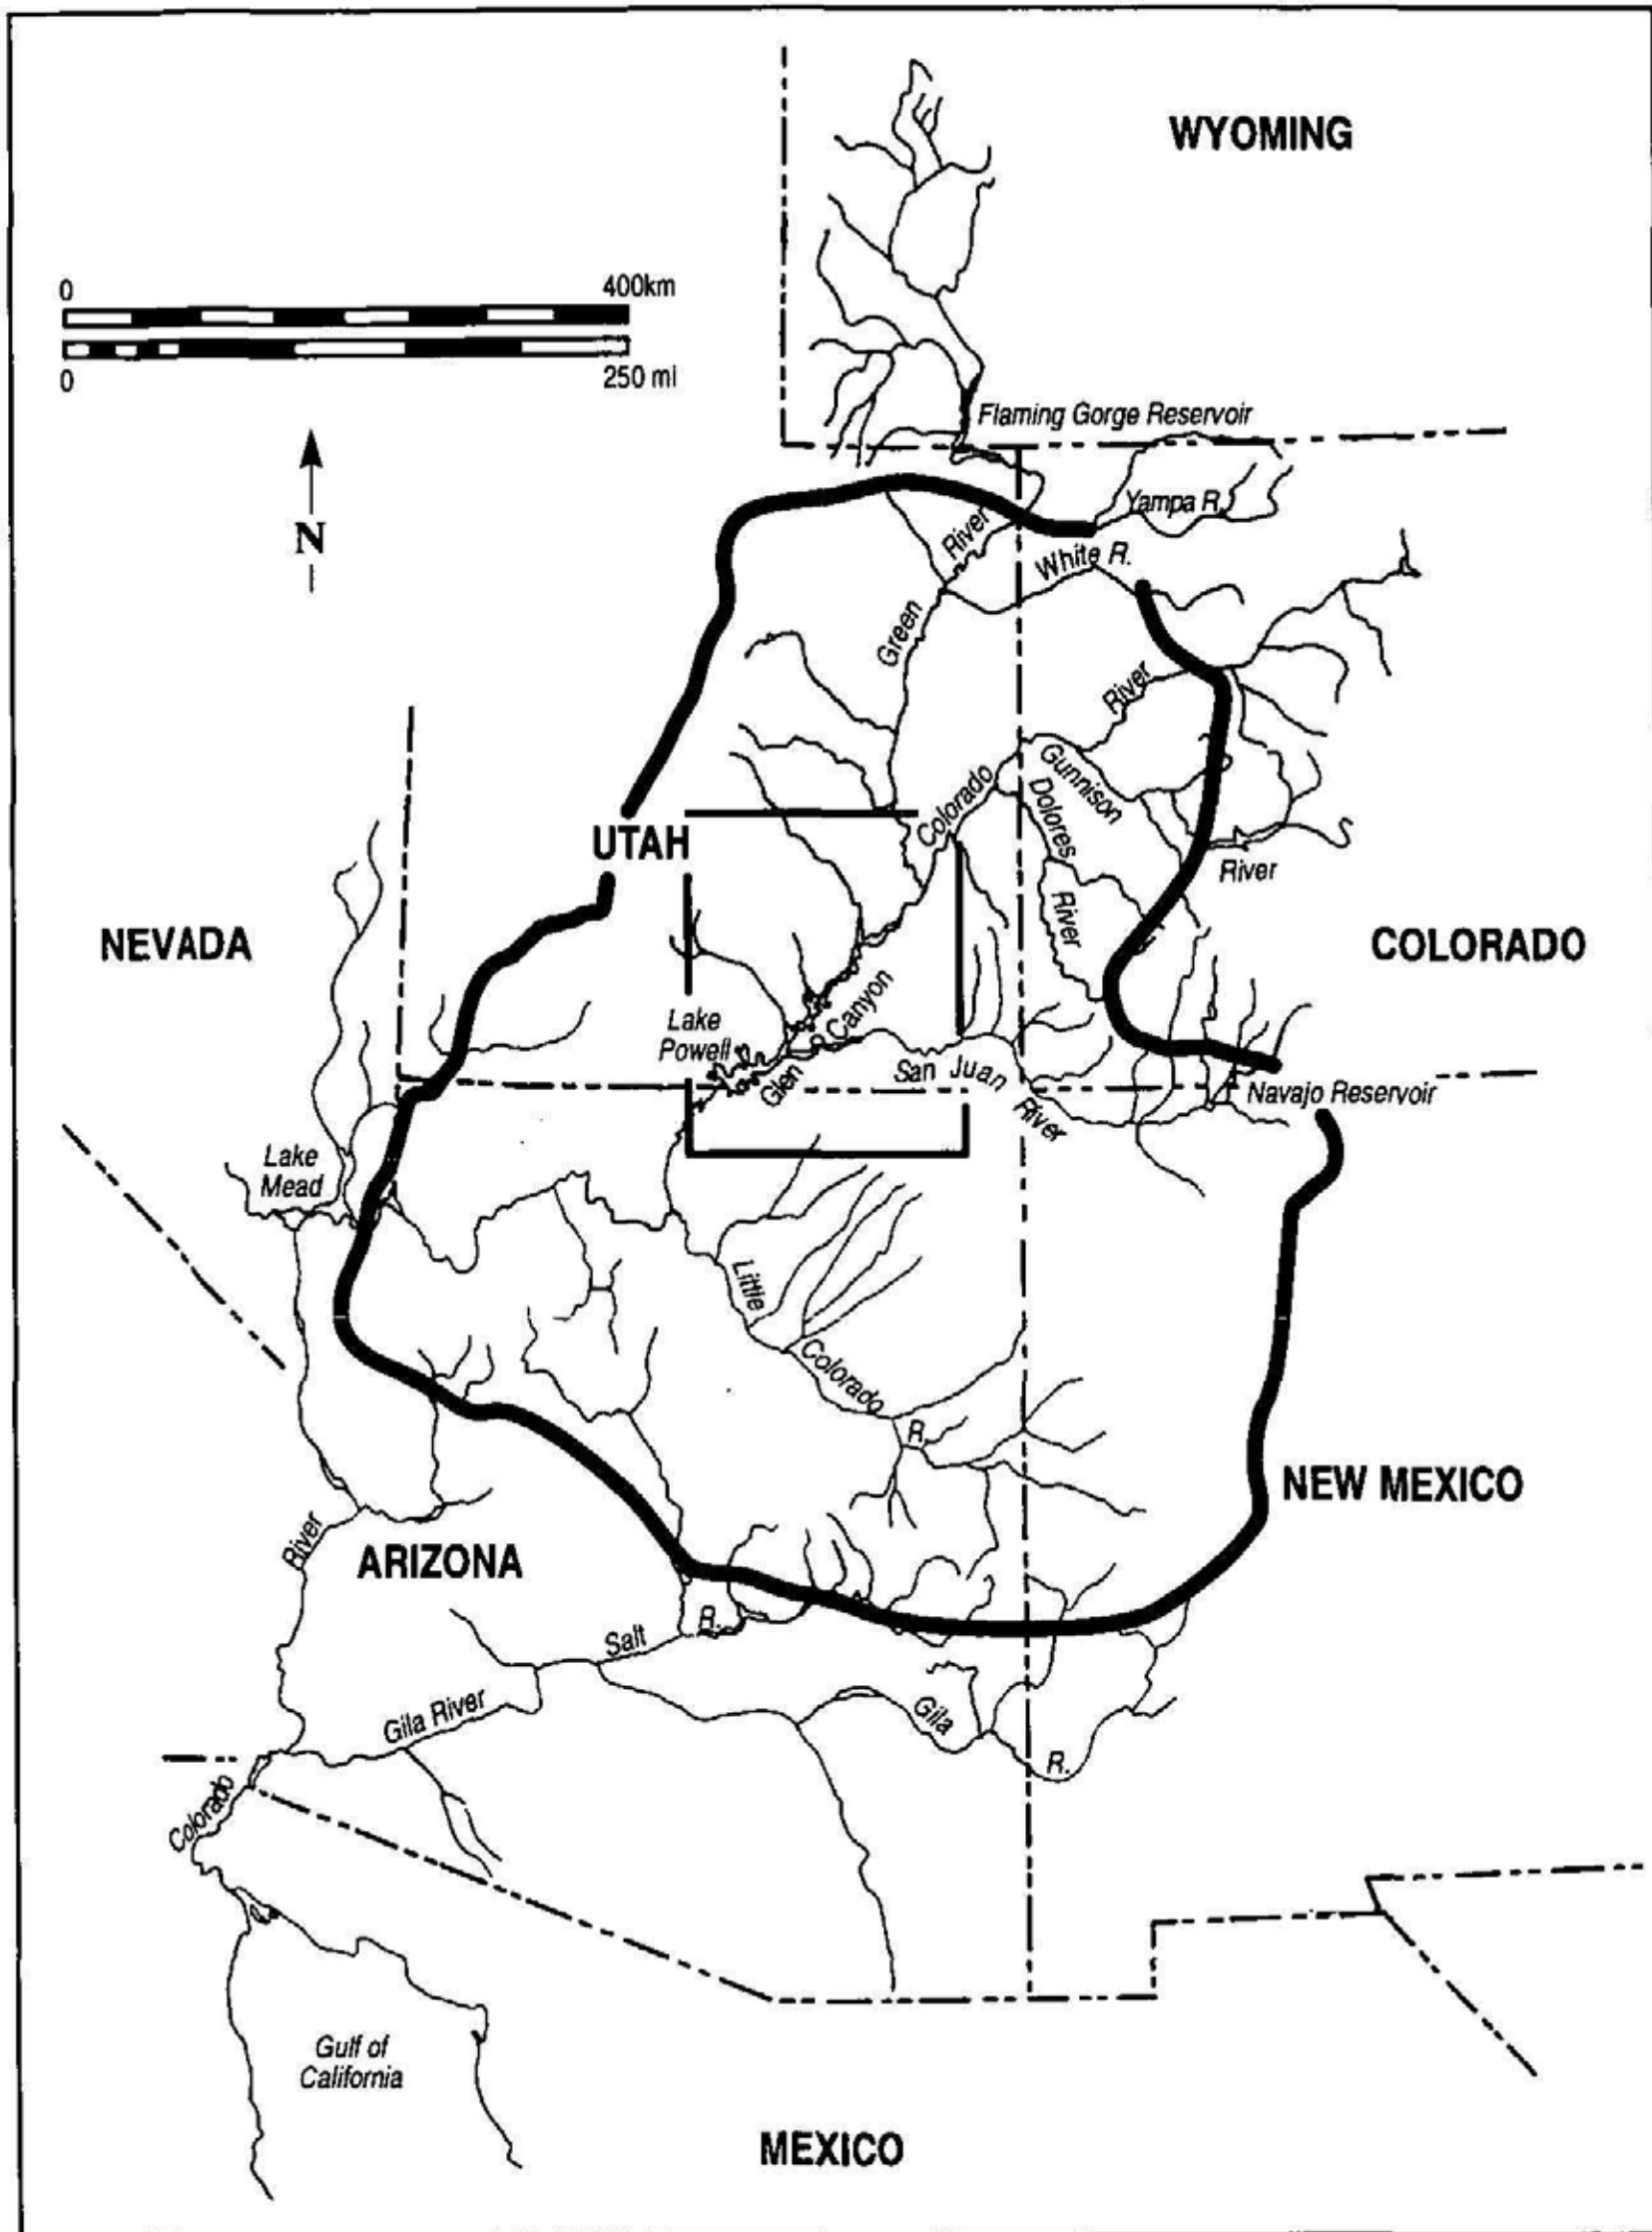 WYOMING
0
400km
0
250 mi
Flaming Gorge Reservoir
N
Yampa R.
River
White R.
Green
River
Gunnison
Colorado
Dolores
UTAH
River
River
NEVADA
COLORADO
Canyon
Lake
Powell
Glen
San Juan
River
Navajo Reservoir
Lake
Mead
Little
Colorado
R.
NEW MEXICO
River
ARIZONA
R.
Salt
Gila River
Gila
R.
Colorado
Gulf of
California
MEXICO